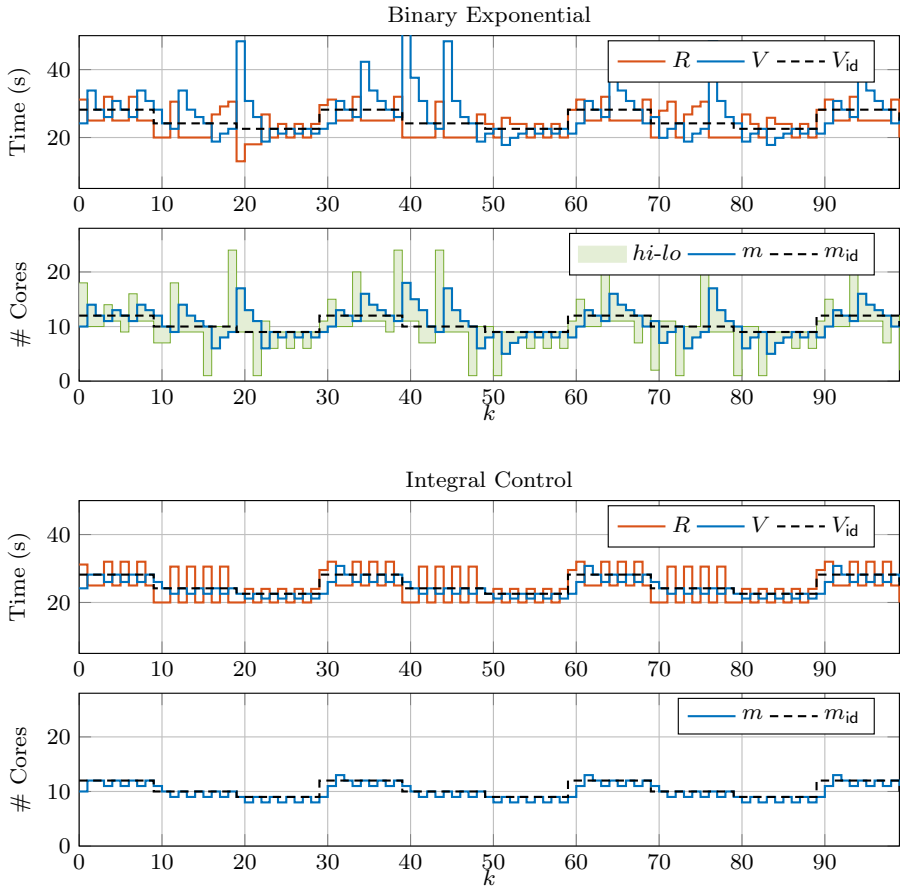 Binary Exponential
R V V_id
Time (s)
40
20
0 10 20 30 40 50 60 70 80 90
hi-lo m m_id
# Cores
20
10
0
0 10 20 30 40 50 60 70 80 90
k
Integral Control
R V V_id
Time (s)
40
20
0 10 20 30 40 50 60 70 80 90
m m_id
# Cores
20
10
0
0 10 20 30 40 50 60 70 80 90
k